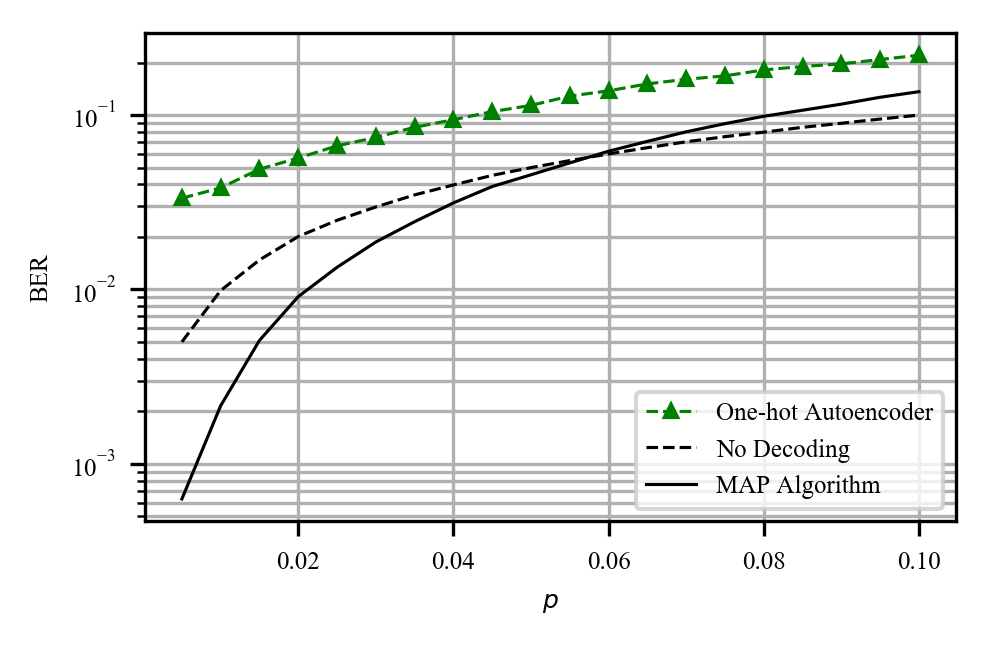 10⁻¹
10⁻²
10⁻³
BER
One-hot Autoencoder
No Decoding
MAP Algorithm
0.02 0.04 0.06 0.08 0.10
p